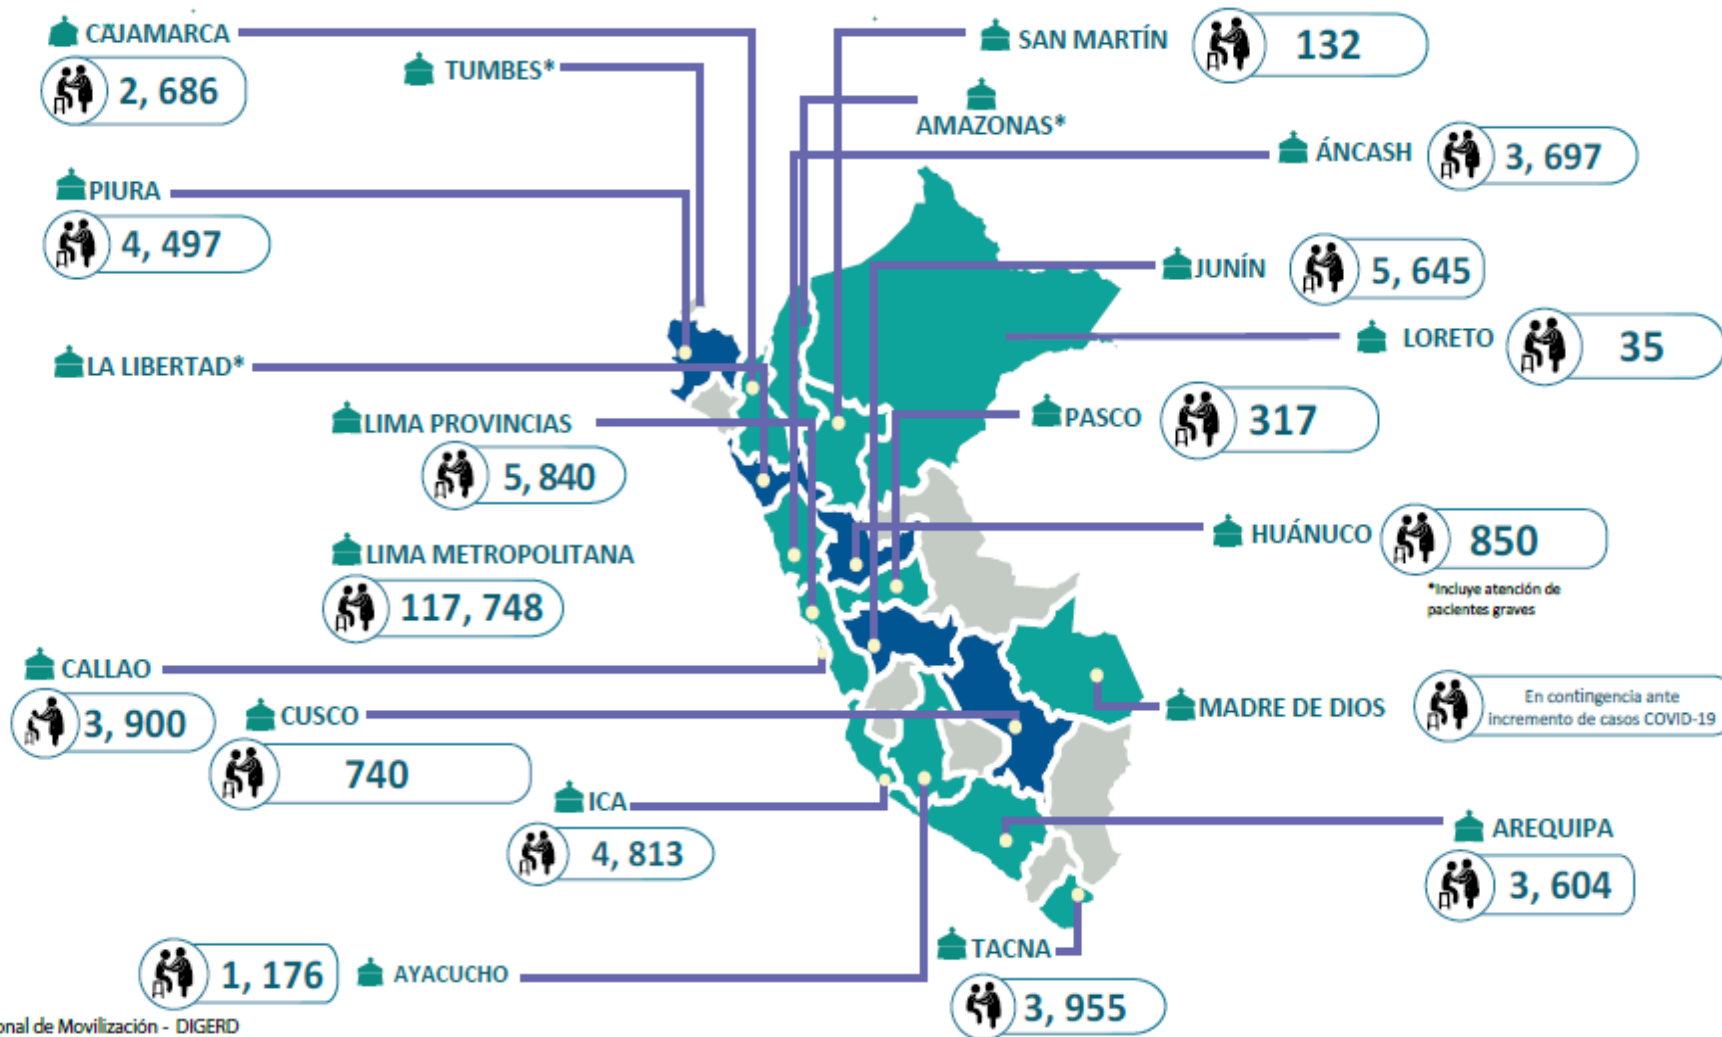 CAJAMARCA
2, 686
TUMBES*
SAN MARTÍN
132
AMAZONAS*
ÁNCASH
3, 697
PIURA
4, 497
JUNÍN
5, 645
LORETO
35
LA LIBERTAD*
LIMA PROVINCIAS
5, 840
PASCO
317
LIMA METROPOLITANA
117, 748
HUÁNUCO
850
*Incluye atención de
pacientes graves
CALLAO
3, 900
CUSCO
740
MADRE DE DIOS
En contingencia ante
incremento de casos COVID-19
ICA
4, 813
AREQUIPA
3, 604
1, 176
AYACUCHO
TACNA
3, 955
onal de Movilización - DIGERD